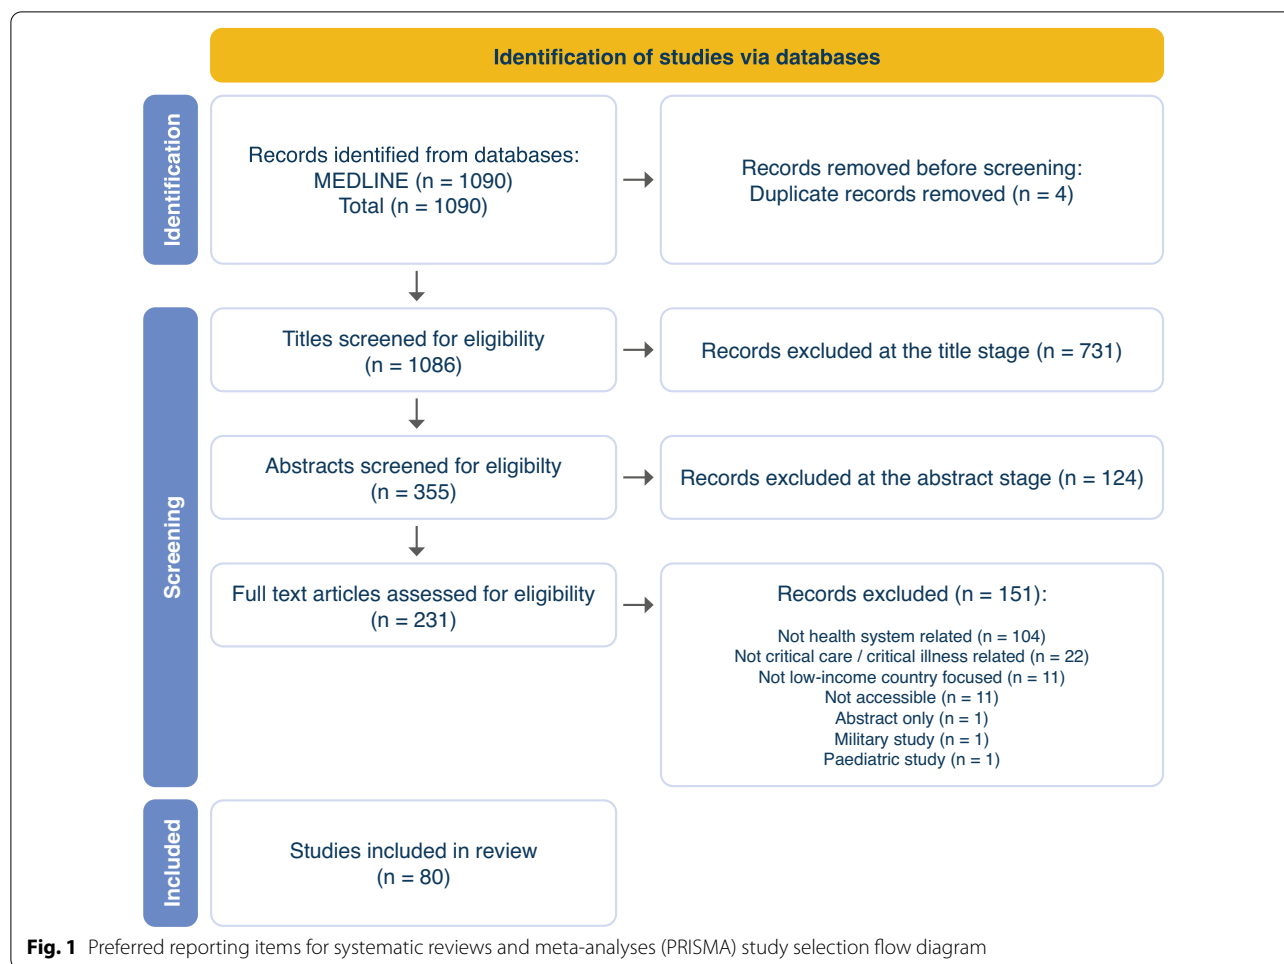 Identification of studies via databases
Identification
Records identified from databases:
MEDLINE (n = 1090)
Total (n = 1090)
Records removed before screening:
Duplicate records removed (n = 4)
Screening
Titles screened for eligibility
(n = 1086)
Records excluded at the title stage (n = 731)
Abstracts screened for eligibilty
(n = 355)
Records excluded at the abstract stage (n = 124)
Full text articles assessed for eligibility
(n = 231)
Records excluded (n = 151):
Not health system related (n = 104)
Not critical care / critical illness related (n = 22)
Not low-income country focused (n = 11)
Not accessible (n = 11)
Abstract only (n = 1)
Military study (n = 1)
Paediatric study (n = 1)
Included
Studies included in review
(n = 80)
Fig. 1 Preferred reporting items for systematic reviews and meta-analyses (PRISMA) study selection flow diagram